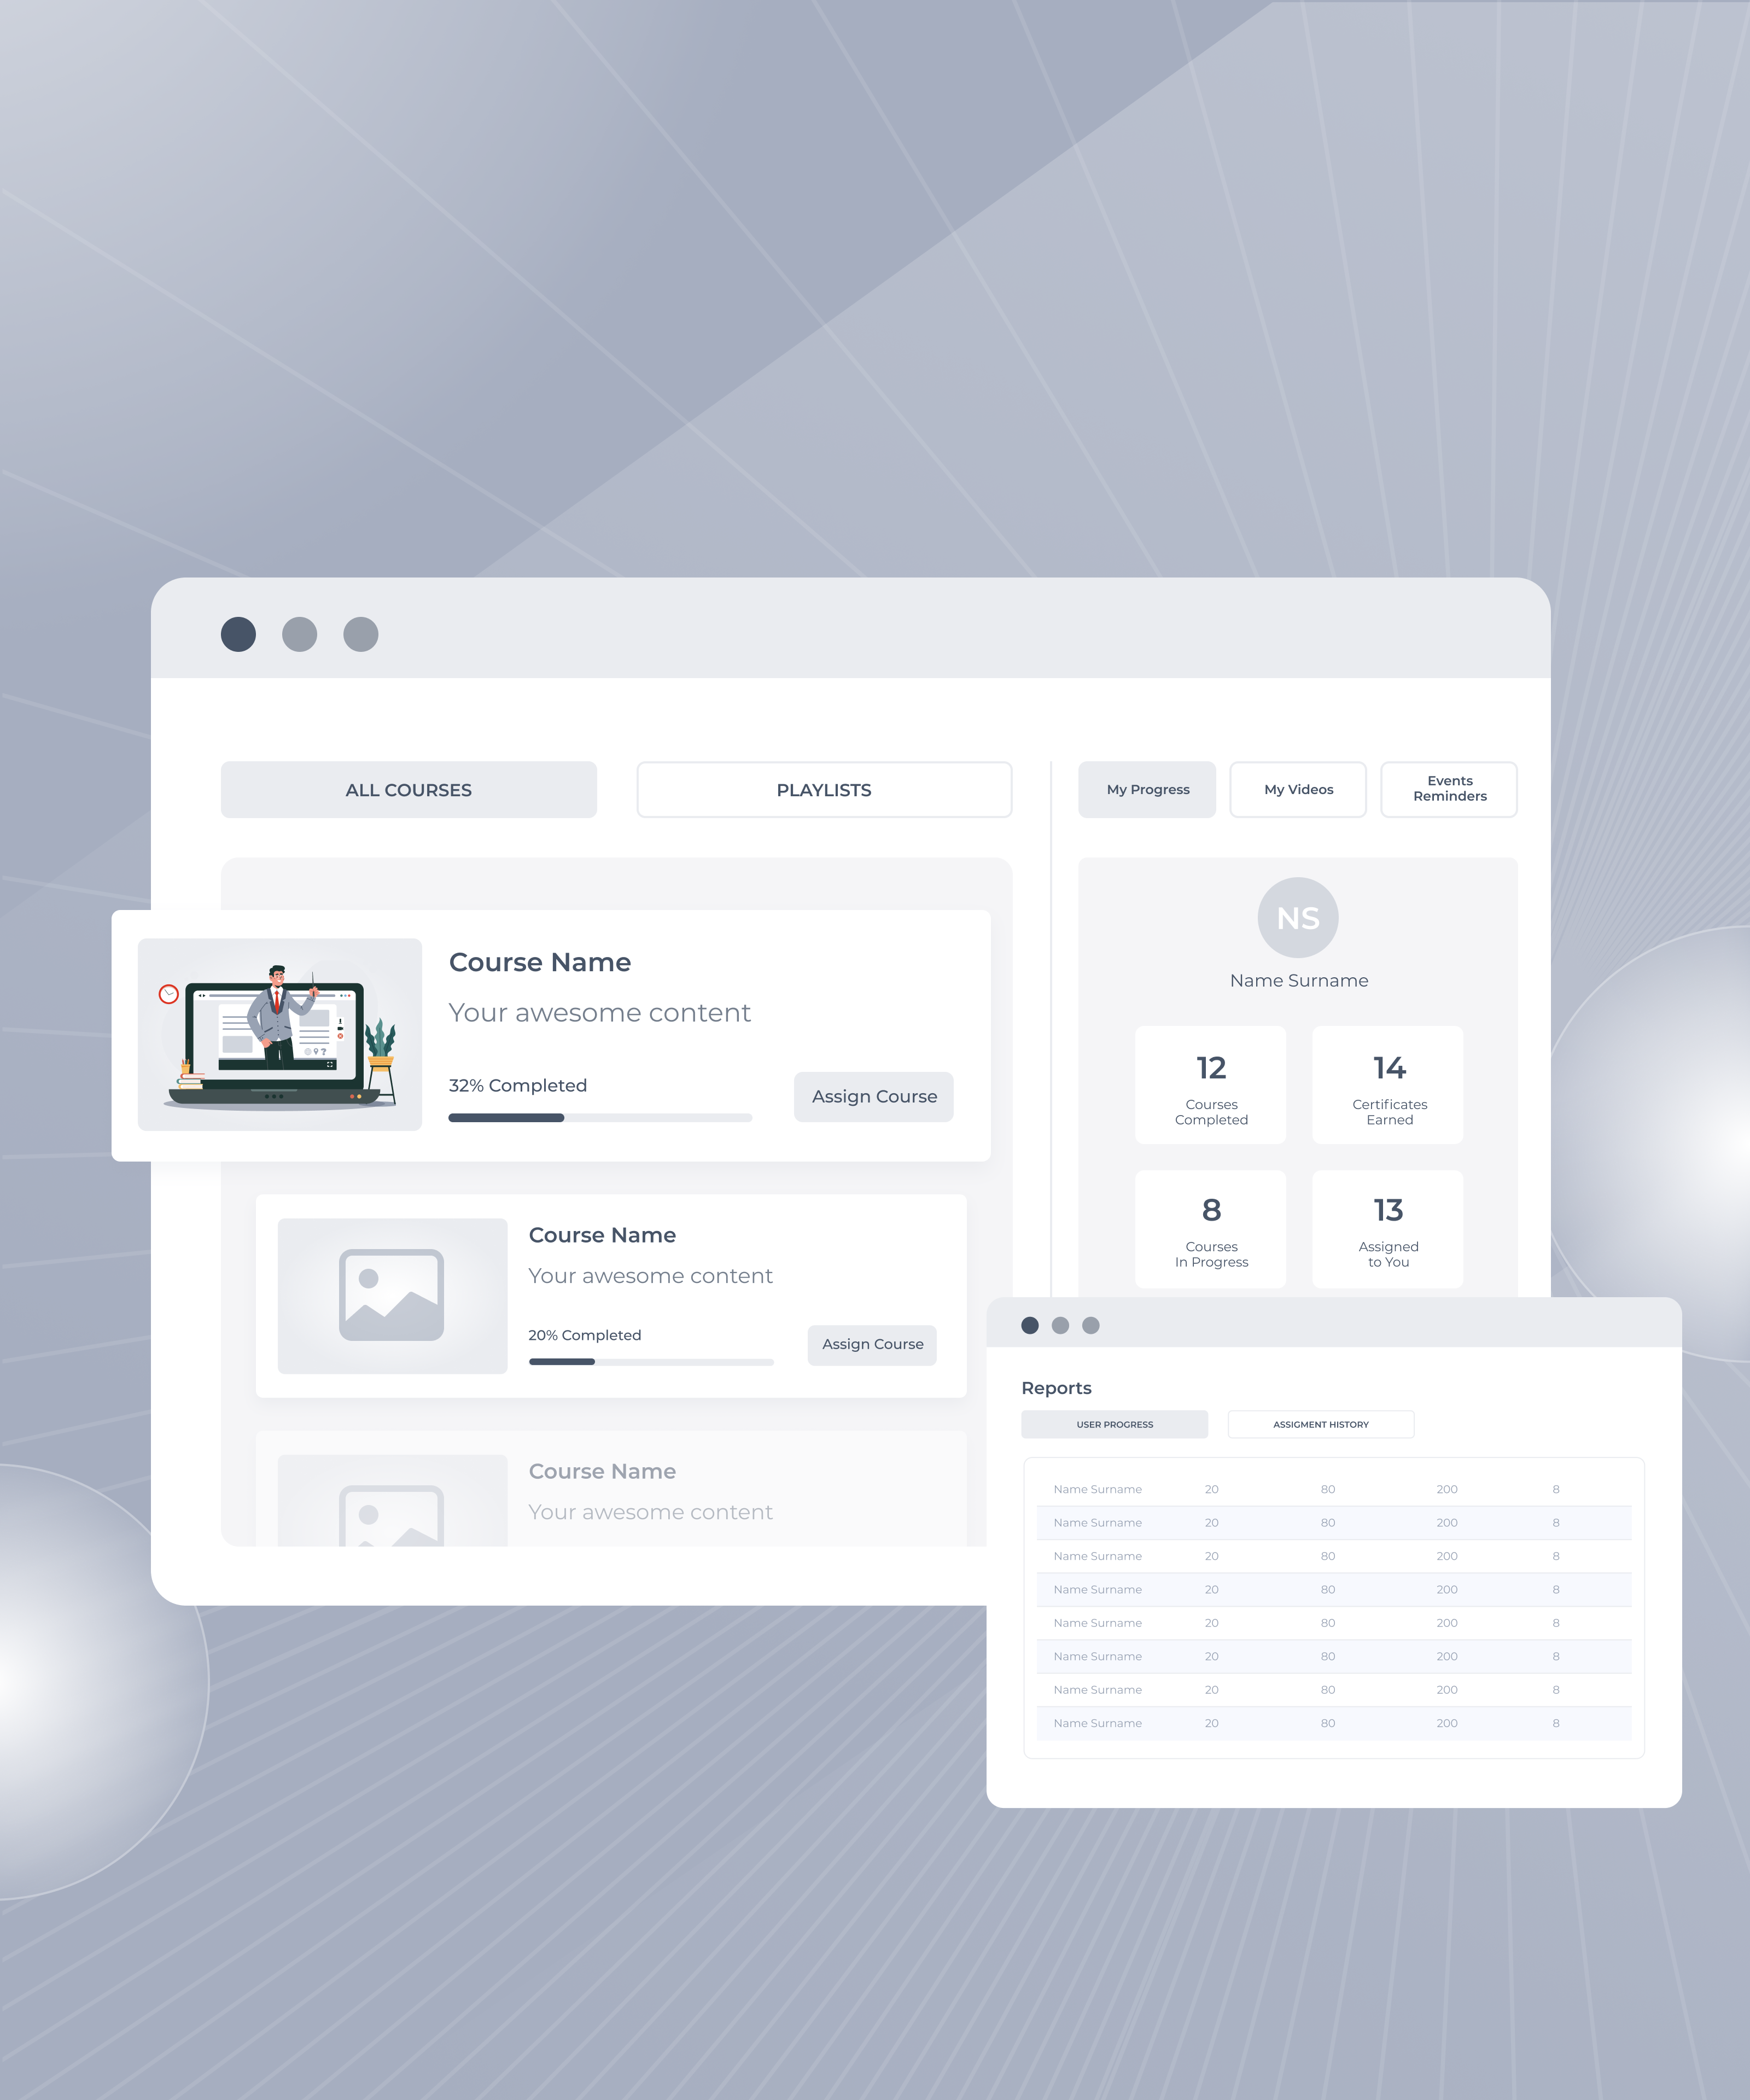 ALL COURSES
PLAYLISTS
My Progress
My Videos
Events
Reminders
Course Name
Your awesome content
32% Completed
Assign Course
Course Name
Your awesome content
20% Completed
Assign Course
Course Name
Your awesome content
NS
Name Surname
12
Courses
Completed
14
Certificates
Earned
8
Courses
In Progress
13
Assigned
to You
Reports
USER PROGRESS
ASSIGMENT HISTORY
Name Surname 20 80 200 8
Name Surname 20 80 200 8
Name Surname 20 80 200 8
Name Surname 20 80 200 8
Name Surname 20 80 200 8
Name Surname 20 80 200 8
Name Surname 20 80 200 8
Name Surname 20 80 200 8